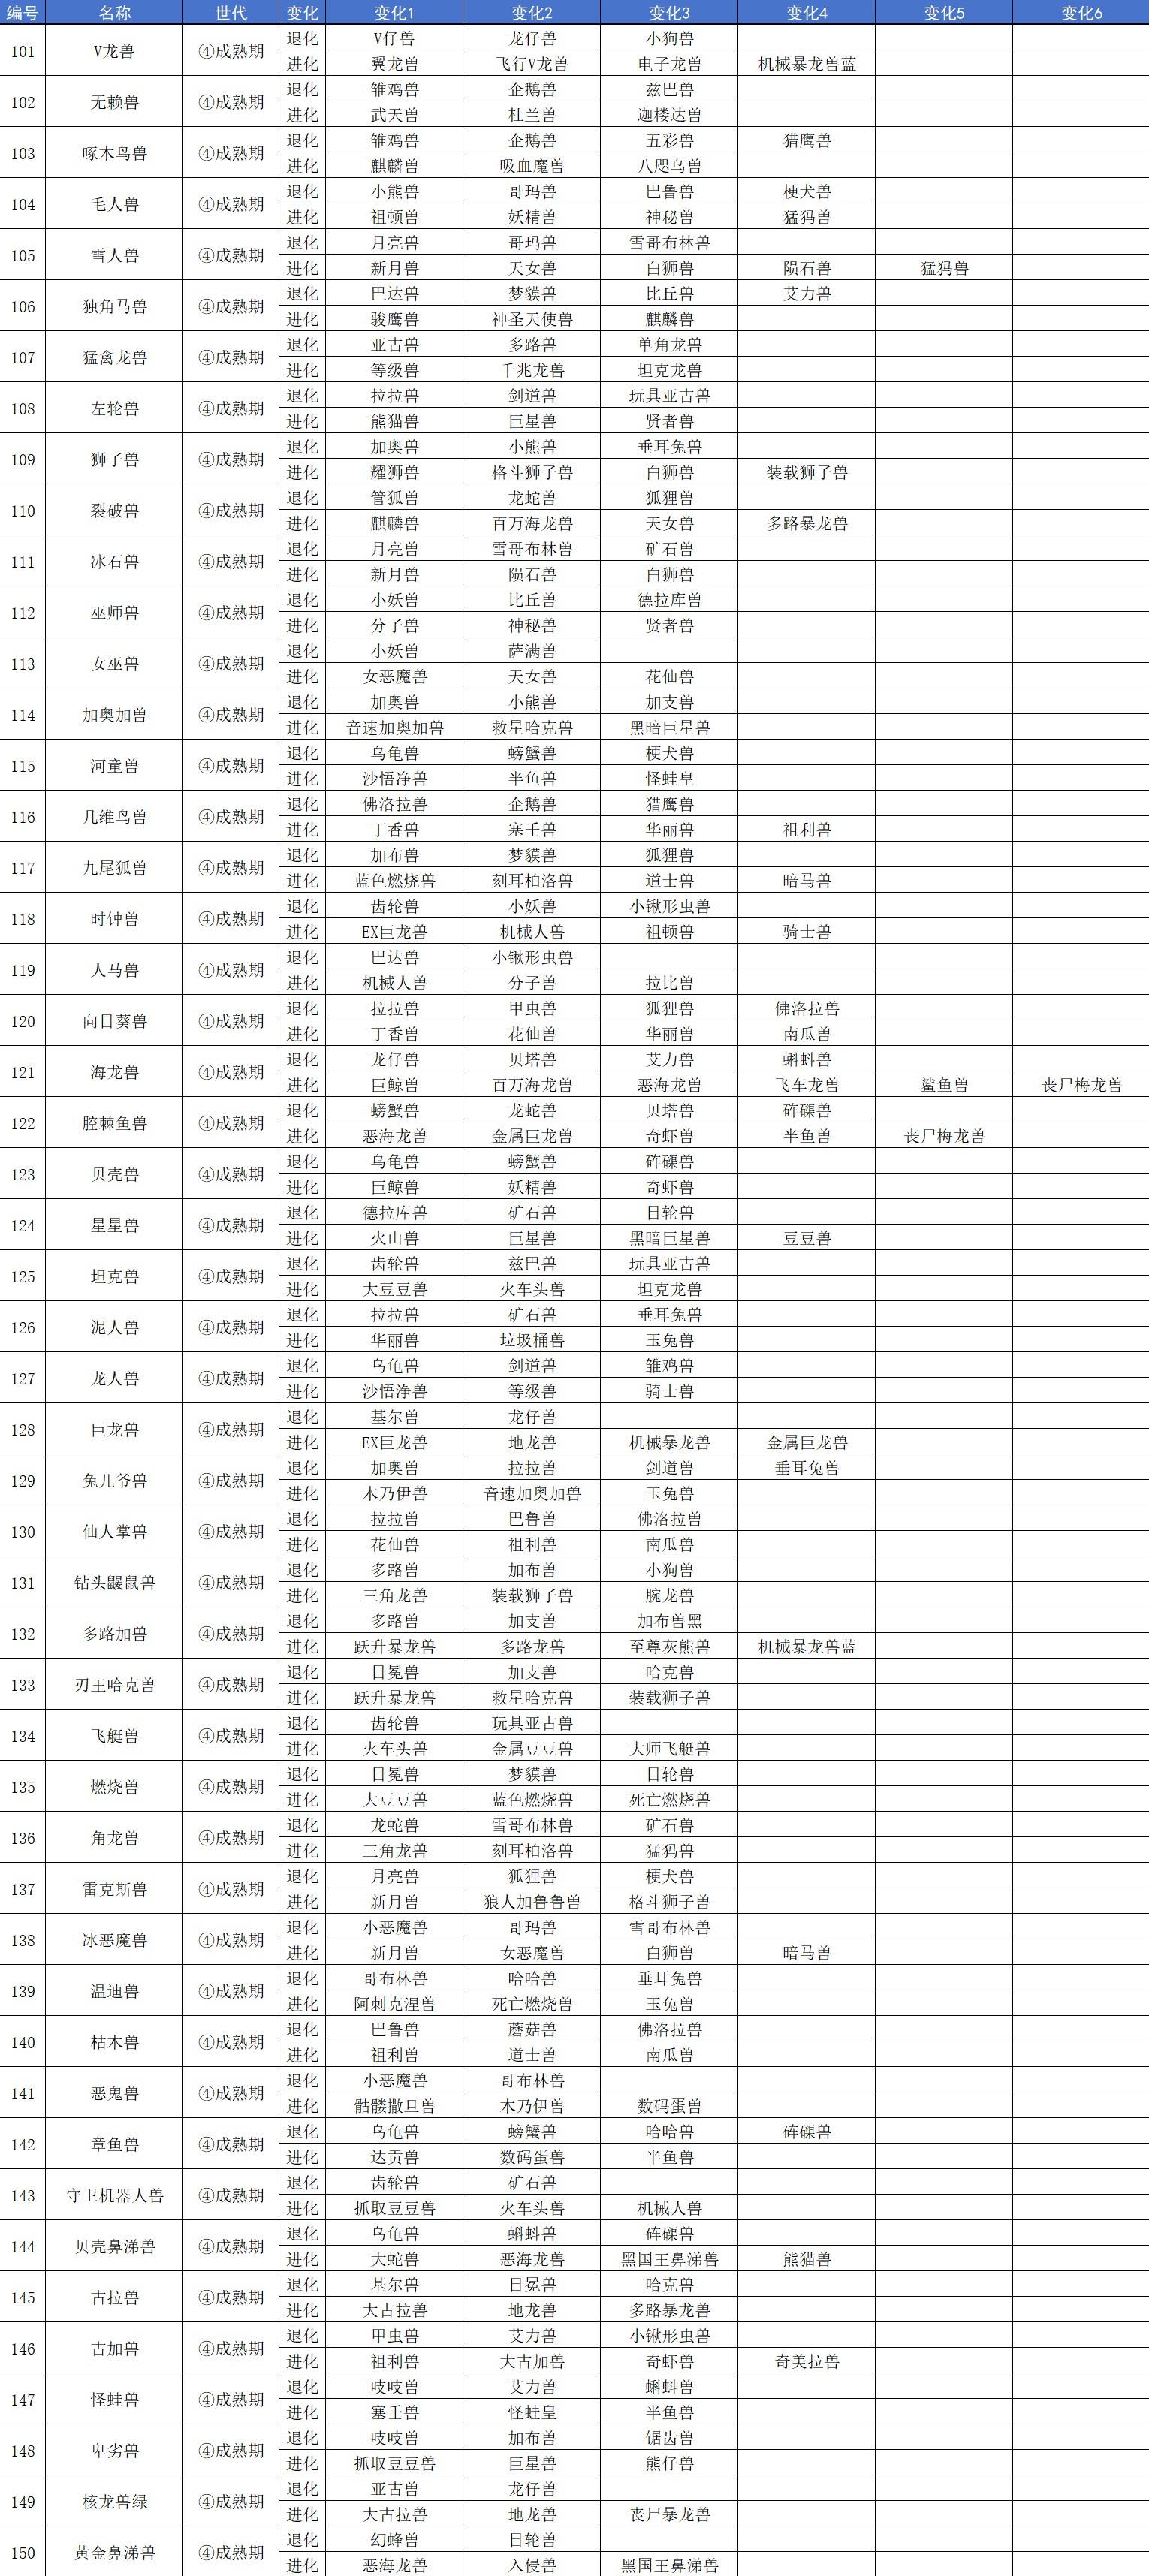 编号 名称 世代 变化 变化1 变化2 变化3 变化4 变化5 变化6
101 V龙兽 ④成熟期 退化 V仔兽 龙仔兽 小狗兽
进化 翼龙兽 飞行V龙兽 电子龙兽 机械暴龙兽蓝
102 无赖兽 ④成熟期 退化 雏鸡兽 企鹅兽 兹巴兽
进化 武天兽 杜兰兽 迦楼达兽
103 啄木鸟兽 ④成熟期 退化 雏鸡兽 企鹅兽 五彩兽 猎鹰兽
进化 麒麟兽 吸血魔兽 八咫乌兽
104 毛人兽 ④成熟期 退化 小熊兽 哥玛兽 巴鲁兽 梗犬兽
进化 祖顿兽 妖精兽 神秘兽 猛犸兽
105 雪人兽 ④成熟期 退化 月亮兽 哥玛兽 雪哥布林兽
进化 新月兽 天女兽 白狮兽 陨石兽 猛犸兽
106 独角马兽 ④成熟期 退化 巴达兽 梦貘兽 比丘兽 艾力兽
进化 骏鹰兽 神圣天使兽 麒麟兽
107 猛禽龙兽 ④成熟期 退化 亚古兽 多路兽 单角龙兽
进化 等级兽 千兆龙兽 坦克龙兽
108 左轮兽 ④成熟期 退化 拉拉兽 剑道兽 玩具亚古兽
进化 熊猫兽 巨星兽 贤者兽
109 狮子兽 ④成熟期 退化 加奥兽 小熊兽 垂耳兔兽
进化 耀狮兽 格斗狮子兽 白狮兽 装载狮子兽
110 裂破兽 ④成熟期 退化 管狐兽 龙蛇兽 狐狸兽
进化 麒麟兽 百万海龙兽 天女兽 多路暴龙兽
111 冰石兽 ④成熟期 退化 月亮兽 雪哥布林兽 矿石兽
进化 新月兽 陨石兽 白狮兽
112 巫师兽 ④成熟期 退化 小妖兽 比丘兽 德拉库兽
进化 分子兽 神秘兽 贤者兽
113 女巫兽 ④成熟期 退化 小妖兽 萨满兽
进化 女恶魔兽 天女兽 花仙兽
114 加奥加兽 ④成熟期 退化 加奥兽 小熊兽 加支兽
进化 音速加奥加兽 救星哈克兽 黑暗巨星兽
115 河童兽 ④成熟期 退化 乌龟兽 螃蟹兽 梗犬兽
进化 沙悟净兽 半鱼兽 怪蛙皇
116 几维鸟兽 ④成熟期 退化 佛洛拉兽 企鹅兽 猎鹰兽
进化 丁香兽 塞壬兽 华丽兽 祖利兽
117 九尾狐兽 ④成熟期 退化 加布兽 梦貘兽 狐狸兽
进化 蓝色燃烧兽 刻耳柏洛兽 道士兽 暗马兽
118 时钟兽 ④成熟期 退化 齿轮兽 小妖兽 小锹形虫兽
进化 EX巨龙兽 机械人兽 祖顿兽 骑士兽
119 人马兽 ④成熟期 退化 巴达兽 小锹形虫兽
进化 机械人兽 分子兽 拉比兽
120 向日葵兽 ④成熟期 退化 拉拉兽 甲虫兽 狐狸兽 佛洛拉兽
进化 丁香兽 花仙兽 华丽兽 南瓜兽
121 海龙兽 ④成熟期 退化 龙仔兽 贝塔兽 艾力兽 蝌蚪兽
进化 巨鲸兽 百万海龙兽 恶海龙兽 飞车龙兽 鲨鱼兽 丧尸梅龙兽
122 腔棘鱼兽 ④成熟期 退化 螃蟹兽 龙蛇兽 贝塔兽 砗磲兽
进化 恶海龙兽 金属巨龙兽 奇虾兽 半鱼兽 丧尸梅龙兽
123 贝壳兽 ④成熟期 退化 乌龟兽 螃蟹兽 砗磲兽
进化 巨鲸兽 妖精兽 奇虾兽
124 星星兽 ④成熟期 退化 德拉库兽 矿石兽 日轮兽
进化 火山兽 巨星兽 黑暗巨星兽 豆豆兽
125 坦克兽 ④成熟期 退化 齿轮兽 兹巴兽 玩具亚古兽
进化 大豆豆兽 火车头兽 坦克龙兽
126 泥人兽 ④成熟期 退化 拉拉兽 矿石兽 垂耳兔兽
进化 华丽兽 垃圾桶兽 玉兔兽
127 龙人兽 ④成熟期 退化 乌龟兽 剑道兽 雏鸡兽
进化 沙悟净兽 等级兽 骑士兽
128 巨龙兽 ④成熟期 退化 基尔兽 龙仔兽
进化 EX巨龙兽 地龙兽 机械暴龙兽 金属巨龙兽
129 兔儿爷兽 ④成熟期 退化 加奥兽 拉拉兽 剑道兽 垂耳兔兽
进化 木乃伊兽 音速加奥加兽 玉兔兽
130 仙人掌兽 ④成熟期 退化 拉拉兽 巴鲁兽 佛洛拉兽
进化 花仙兽 祖利兽 南瓜兽
131 钻头鼹鼠兽 ④成熟期 退化 多路兽 加布兽 小狗兽
进化 三角龙兽 装载狮子兽 腕龙兽
132 多路加兽 ④成熟期 退化 多路兽 加支兽 加布兽黑
进化 跃升暴龙兽 多路龙兽 至尊灰熊兽 机械暴龙兽蓝
133 刃王哈克兽 ④成熟期 退化 日冕兽 加支兽 哈克兽
进化 跃升暴龙兽 救星哈克兽 装载狮子兽
134 飞艇兽 ④成熟期 退化 齿轮兽 玩具亚古兽
进化 火车头兽 金属豆豆兽 大师飞艇兽
135 燃烧兽 ④成熟期 退化 日冕兽 梦貘兽 日轮兽
进化 大豆豆兽 蓝色燃烧兽 死亡燃烧兽
136 角龙兽 ④成熟期 退化 龙蛇兽 雪哥布林兽 矿石兽
进化 三角龙兽 刻耳柏洛兽 猛犸兽
137 雷克斯兽 ④成熟期 退化 月亮兽 狐狸兽 梗犬兽
进化 新月兽 狼人加鲁鲁兽 格斗狮子兽
138 冰恶魔兽 ④成熟期 退化 小恶魔兽 哥玛兽 雪哥布林兽
进化 新月兽 女恶魔兽 白狮兽 暗马兽
139 温迪兽 ④成熟期 退化 哥布林兽 哈哈兽 垂耳兔兽
进化 阿刺克涅兽 死亡燃烧兽 玉兔兽
140 枯木兽 ④成熟期 退化 巴鲁兽 蘑菇兽 佛洛拉兽
进化 祖利兽 道士兽 南瓜兽
141 恶鬼兽 ④成熟期 退化 小恶魔兽 哥布林兽
进化 骷髅撒旦兽 木乃伊兽 数码蛋兽
142 章鱼兽 ④成熟期 退化 乌龟兽 螃蟹兽 哈哈兽 砗磲兽
进化 达贡兽 数码蛋兽 半鱼兽
143 守卫机器人兽 ④成熟期 退化 齿轮兽 矿石兽
进化 抓取豆豆兽 火车头兽 机械人兽
144 贝壳鼻涕兽 ④成熟期 退化 乌龟兽 蝌蚪兽 砗磲兽
进化 大蛇兽 恶海龙兽 黑国王鼻涕兽 熊猫兽
145 古拉兽 ④成熟期 退化 基尔兽 日冕兽 哈克兽
进化 大古拉兽 地龙兽 多路暴龙兽
146 古加兽 ④成熟期 退化 甲虫兽 艾力兽 小锹形虫兽
进化 祖利兽 大古加兽 奇虾兽 奇美拉兽
147 怪蛙兽 ④成熟期 退化 吱吱兽 艾力兽 蝌蚪兽
进化 塞壬兽 怪蛙皇 半鱼兽
148 卑劣兽 ④成熟期 退化 吱吱兽 加布兽 锯齿兽
进化 抓取豆豆兽 巨星兽 熊仔兽
149 核龙兽绿 ④成熟期 退化 亚古兽 龙仔兽
进化 大古拉兽 地龙兽 丧尸暴龙兽
150 黄金鼻涕兽 ④成熟期 退化 幻蜂兽 日轮兽
进化 恶海龙兽 入侵兽 黑国王鼻涕兽